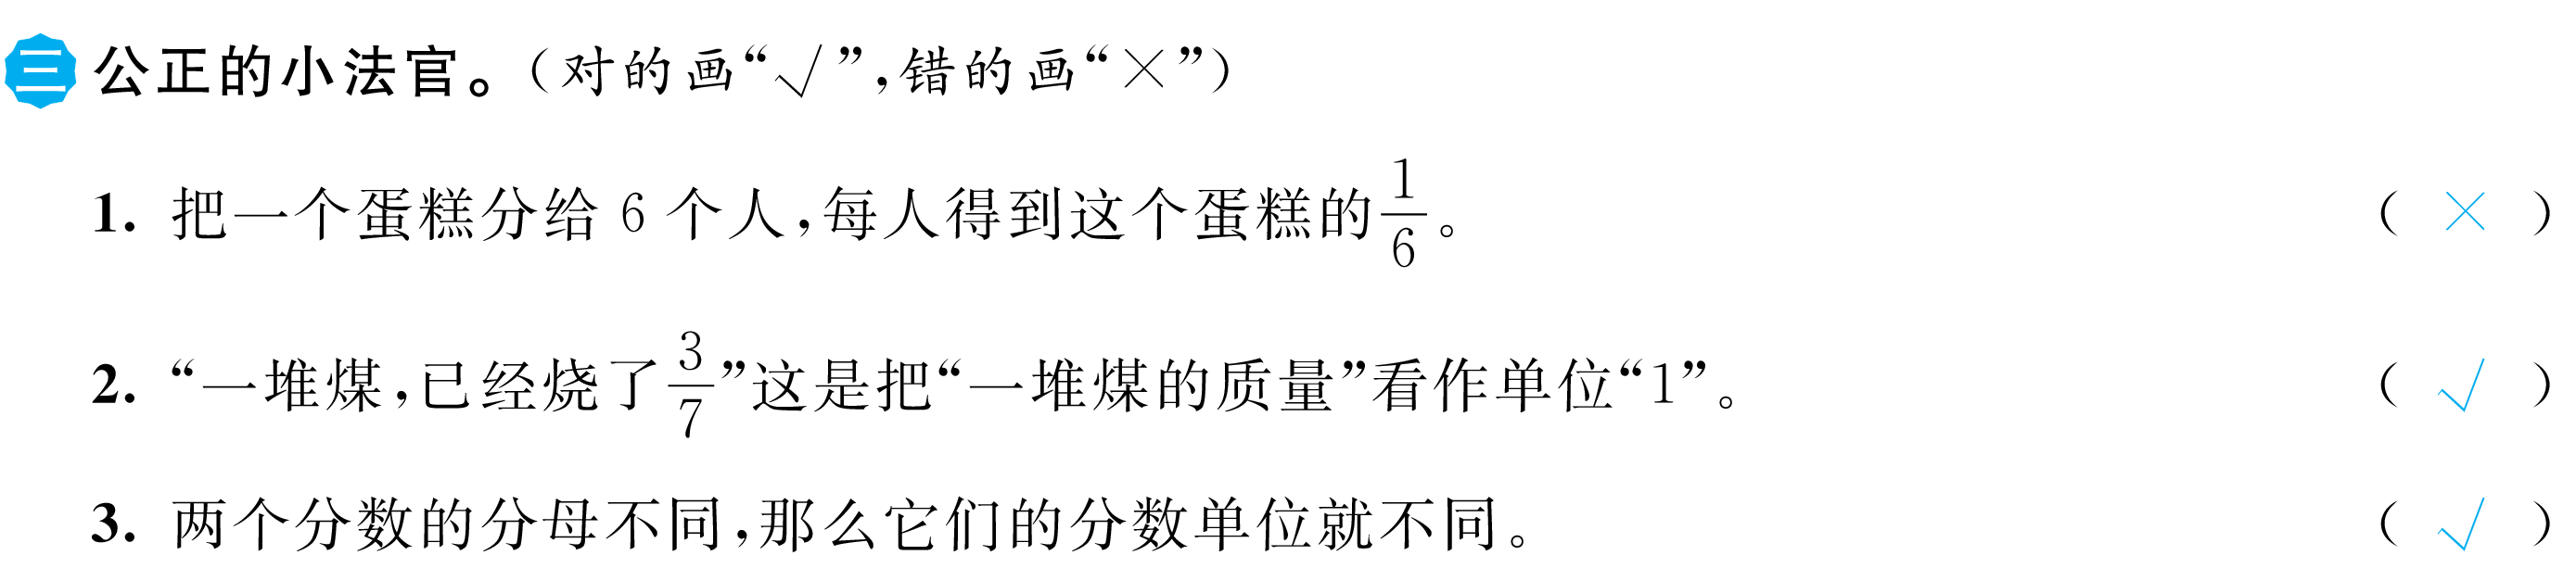 三 公正的小法官。(对的画“√”,错的画“×”)
1. 把一个蛋糕分给 6 个人,每人得到这个蛋糕的1/6。 ( × )
2. “一堆煤,已经烧了3/7”这是把“一堆煤的质量”看作单位“1”。 ( √ )
3. 两个分数的分母不同,那么它们的分数单位就不同。 ( √ )